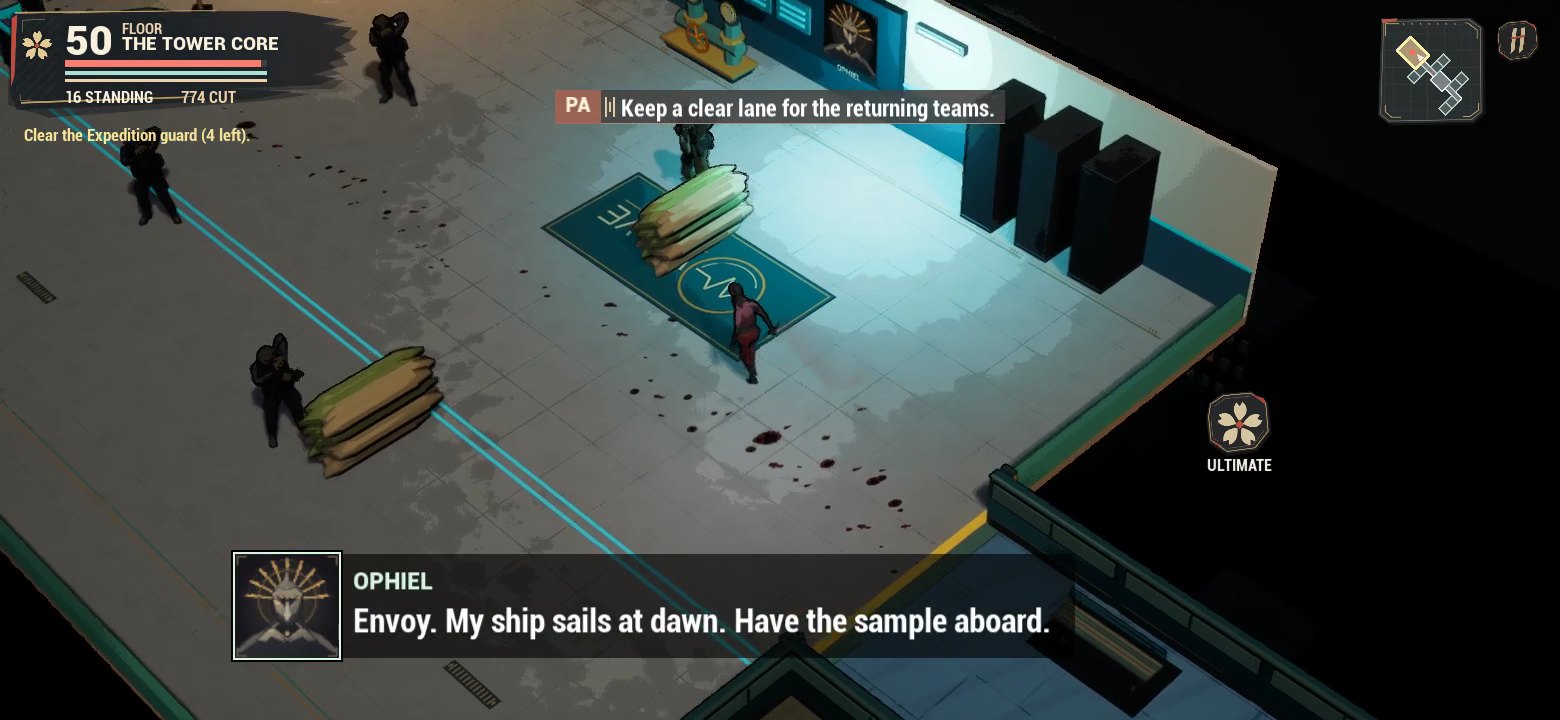 50 FLOOR
THE TOWER CORE
16 STANDING 774 CUT
Clear the Expedition guard (4 left).
PA Keep a clear lane for the returning teams.
OPHIEL
ULTIMATE
OPHIEL
Envoy. My ship sails at dawn. Have the sample aboard.